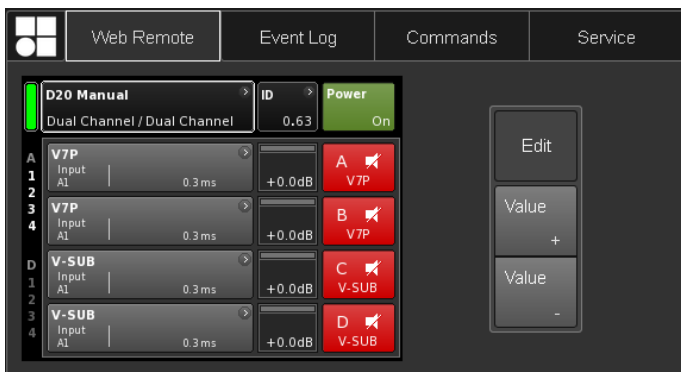 Web Remote
Event Log
Commands
Service
D20 Manual
Dual Channel / Dual Channel
ID
0.63
Power
On
A
1
2
3
4
D
1
2
3
4
V7P
Input
A1
0.3 ms
+0.0dB
A
V7P
V7P
Input
A1
0.3 ms
+0.0dB
B
V7P
V-SUB
Input
A1
0.3 ms
+0.0dB
C
V-SUB
V-SUB
Input
A1
0.3 ms
+0.0dB
D
V-SUB
Edit
Value
+
Value
-